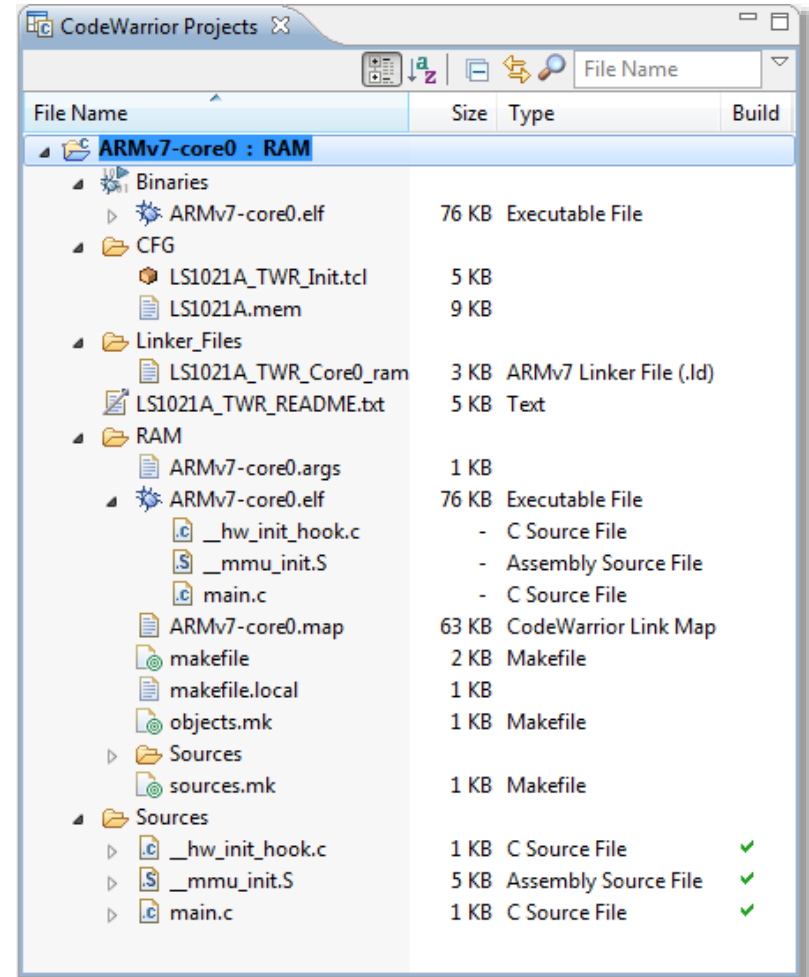 CodeWarrior Projects
File Name
File Name Size Type Build
ARMv7-core0 : RAM
Binaries
ARMv7-core0.elf 76 KB Executable File
CFG
LS1021A_TWR_Init.tcl 5 KB
LS1021A.mem 9 KB
Linker_Files
LS1021A_TWR_Core0_ram 3 KB ARMv7 Linker File (.ld)
LS1021A_TWR_README.txt 5 KB Text
RAM
ARMv7-core0.args 1 KB
ARMv7-core0.elf 76 KB Executable File
__hw_init_hook.c - C Source File
__mmu_init.S - Assembly Source File
main.c - C Source File
ARMv7-core0.map 63 KB CodeWarrior Link Map
makefile 2 KB Makefile
makefile.local 1 KB
objects.mk 1 KB Makefile
Sources
sources.mk 1 KB Makefile
Sources
__hw_init_hook.c 1 KB C Source File
__mmu_init.S 5 KB Assembly Source File
main.c 1 KB C Source File